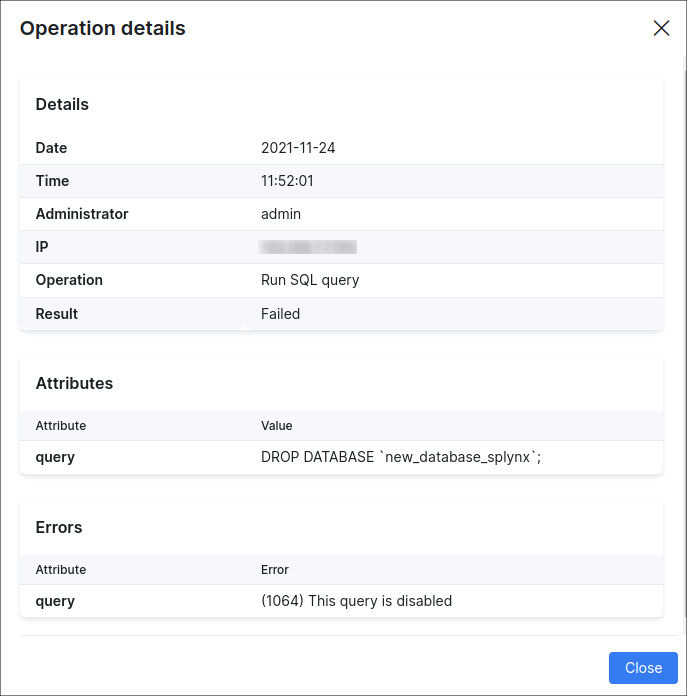 Operation details
Details
Date 2021-11-24
Time 11:52:01
Administrator admin
IP
Operation Run SQL query
Result Failed
Attributes
Attribute Value
query DROP DATABASE `new_database_splynx`;
Errors
Attribute Error
query (1064) This query is disabled
Close